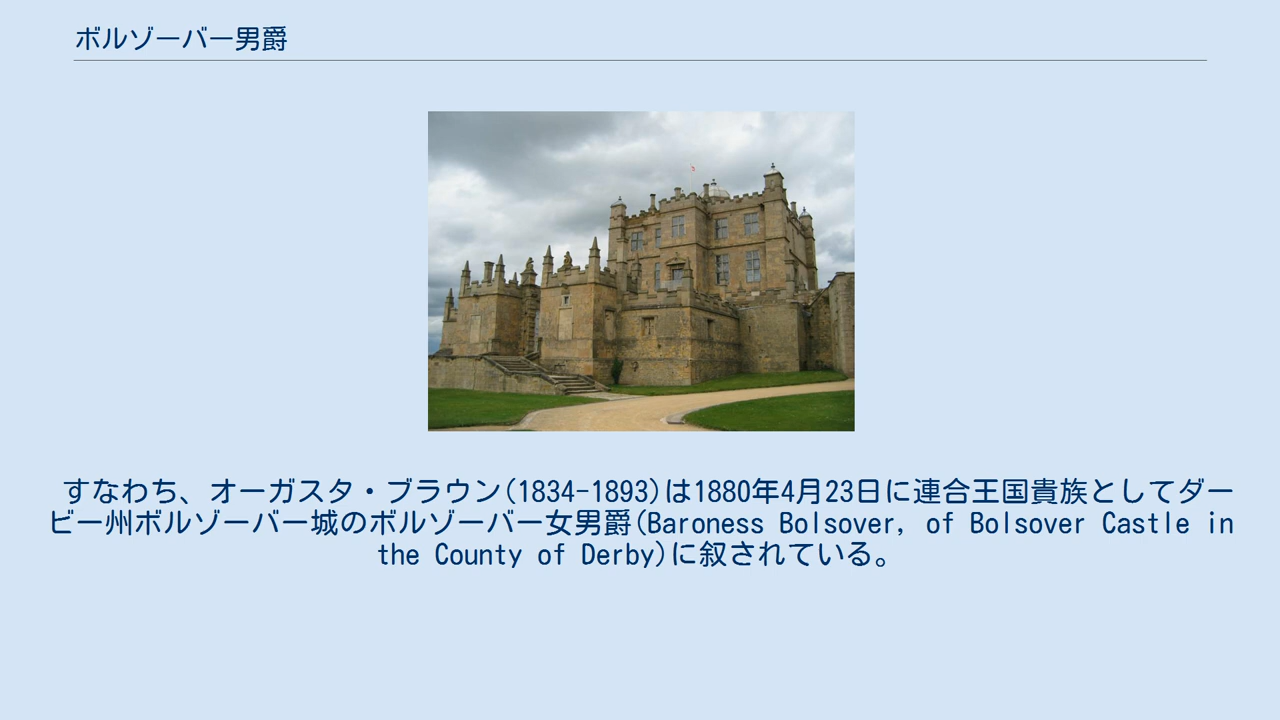 ボルゾーバー男爵
すなわち、オーガスタ・ブラウン(1834-1893)は1880年4月23日に連合王国貴族としてダー
ビー州ボルゾーバー城のボルゾーバー女男爵(Baroness Bolsover, of Bolsover Castle in
the County of Derby)に叙されている。